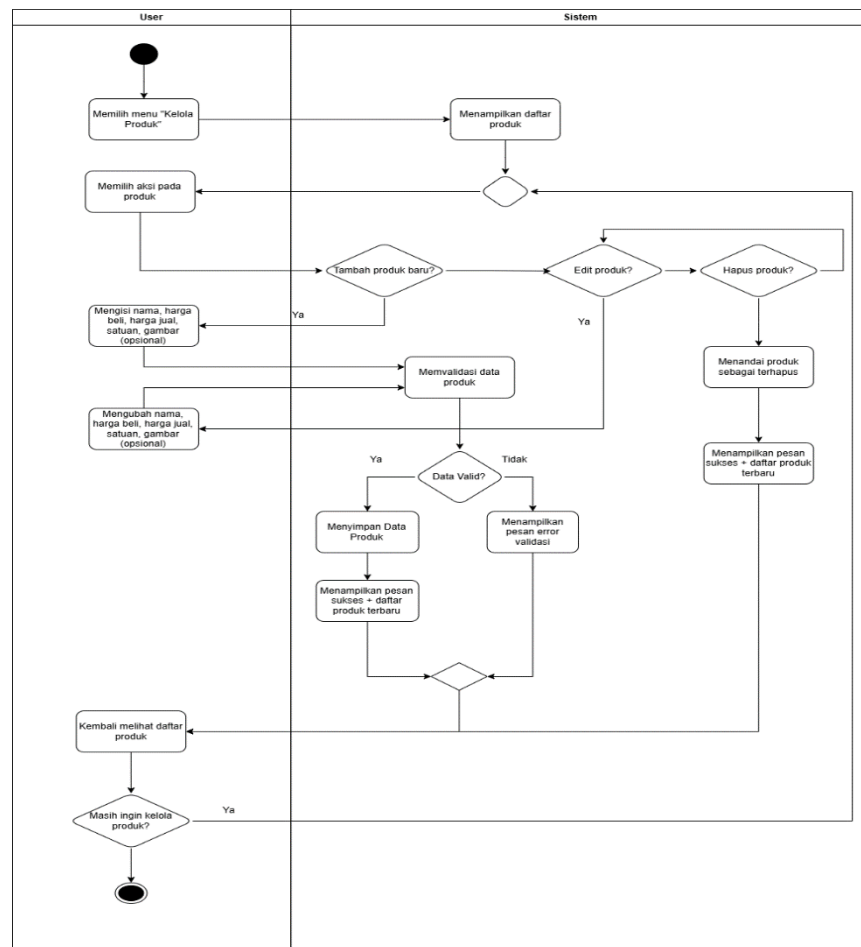 User
Sistem
Memilih menu "Kelola
Produk"
Menampilkan daftar
produk
Memilih aksi pada
produk
Tambah produk baru?
Edit produk?
Hapus produk?
Ya
Ya
Mengisi nama, harga
beli, harga jual,
satuan, gambar
(opsional)
Memvalidasi data
produk
Menandai produk
sebagai terhapus
Mengubah nama,
harga beli, harga jual,
satuan, gambar
(opsional)
Ya
Tidak
Data Valid?
Menampilkan pesan
sukses + daftar produk
terbaru
Menyimpan Data
Produk
Menampilkan
pesan error
validasi
Menampilkan pesan
sukses + daftar
produk terbaru
Kembali melihat daftar
produk
Masih ingin kelola
produk?
Ya